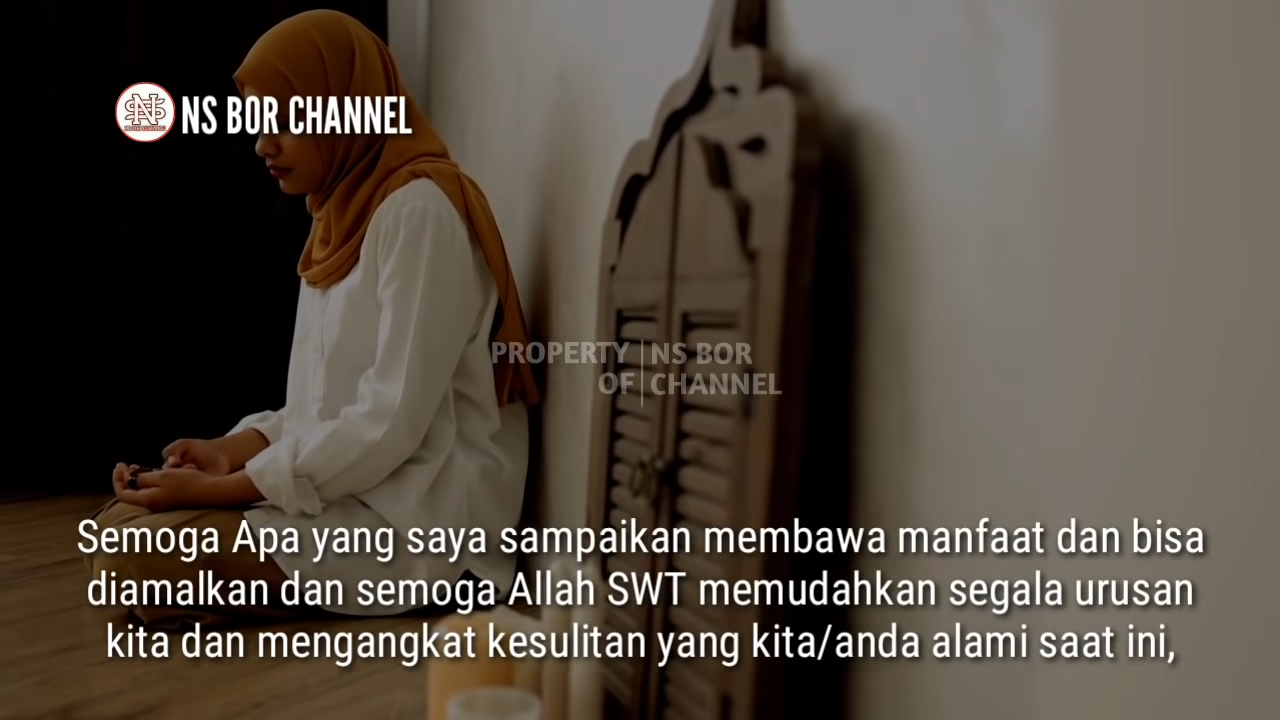 NS BOR CHANNEL
PROPERTY OF
NS BOR CHANNEL
Semoga Apa yang saya sampaikan membawa manfaat dan bisa
diamalkan dan semoga Allah SWT memudahkan segala urusan
kita dan mengangkat kesulitan yang kita/anda alami saat ini,